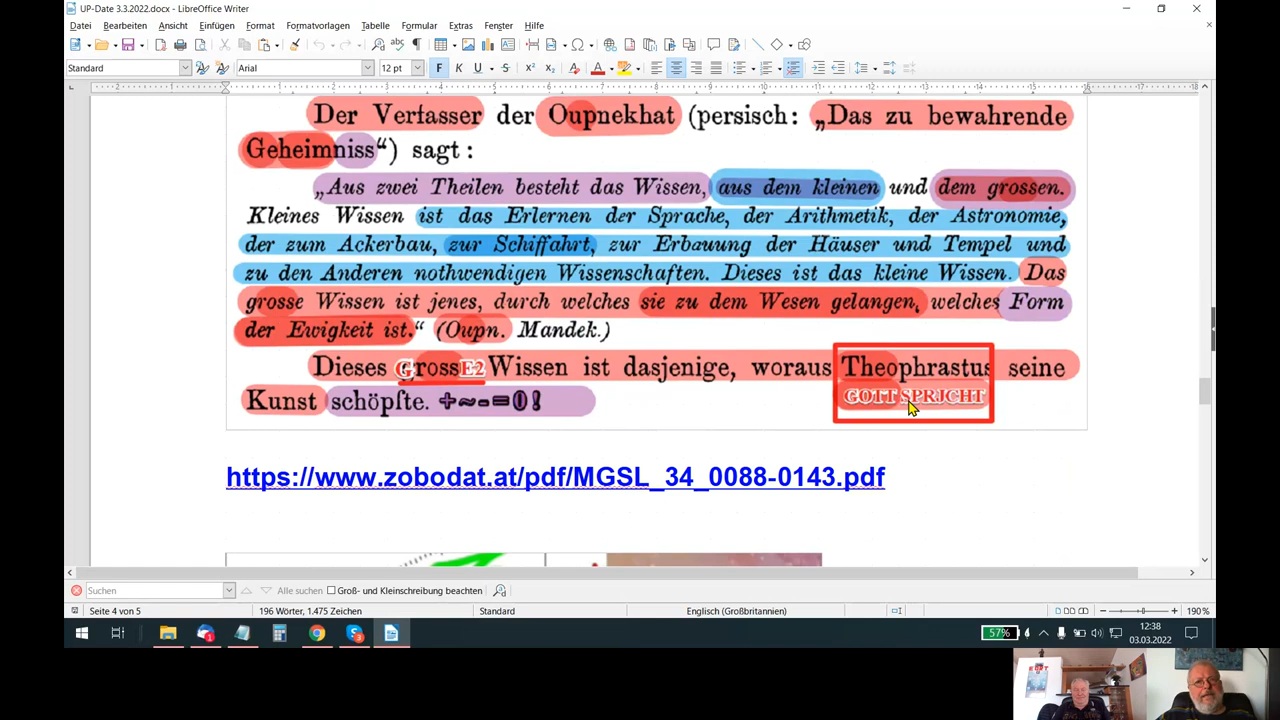 UP-Date 3.3.2022.docx - LibreOffice Writer
Datei Bearbeiten Ansicht Einfügen Format Formatvorlagen Tabelle Formular Extras Fenster Hilfe
Standard Arial 12 pt F K U S
Der Verfasser der Oupnekhat (persisch: „Das zu bewahrende
Geheimniss“) sagt:
„Aus zwei Theilen besteht das Wissen, aus dem kleinen und dem grossen.
Kleines Wissen ist das Erlernen der Sprache, der Arithmetik, der Astronomie,
der zum Ackerbau, zur Schiffahrt, zur Erbauung der Häuser und Tempel und
zu den Anderen nothwendigen Wissenschaften. Dieses ist das kleine Wissen. Das
grosse Wissen ist jenes, durch welches sie zu dem Wesen gelangen, welches Form
der Ewigkeit ist.“ (Oupn. Mandek.)
Dieses GrossE2 Wissen ist dasjenige, woraus Theophrastus seine
GOTT SPRJCHT
Kunst schöpfte. +~-=0!
https://www.zobodat.at/pdf/MGSL_34_0088-0143.pdf
Suchen Alle suchen Groß- und Kleinschreibung beachten
Seite 4 von 5 196 Wörter, 1.475 Zeichen Standard Englisch (Großbritannien) 190%
57% 12:38
03.03.2022